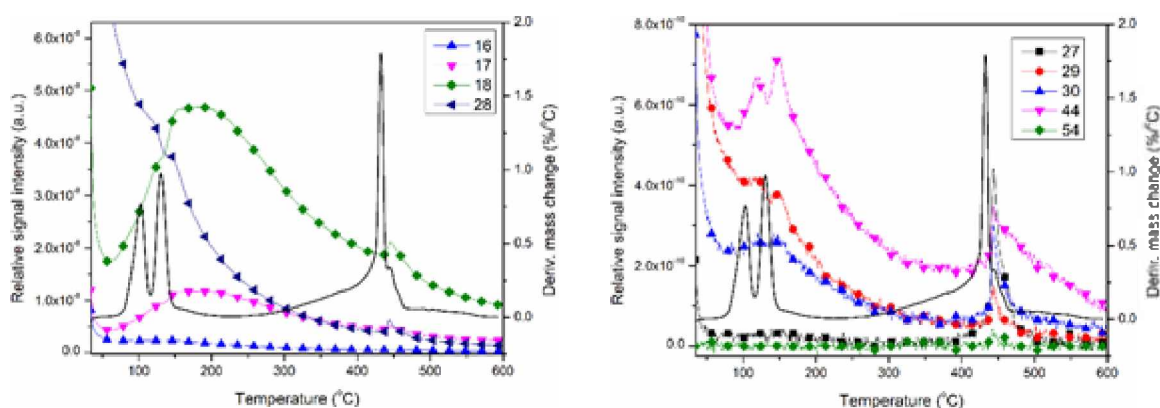 Relative signal intensity (a.u.)
6.0x10⁻⁸
5.0x10⁻⁸
4.0x10⁻⁸
3.0x10⁻⁸
2.0x10⁻⁸
1.0x10⁻⁸
0.0
16
17
18
28
2.0
1.5
1.0
0.5
0.0
Deriv. mass change (%/°C)
100 200 300 400 500 600
Temperature (°C)
Relative signal intensity (a.u.)
8.0x10⁻¹⁰
6.0x10⁻¹⁰
4.0x10⁻¹⁰
2.0x10⁻¹⁰
0.0
27
29
30
44
54
2.0
1.5
1.0
0.5
0.0
Deriv. mass change (%/°C)
100 200 300 400 500 600
Temperature (°C)